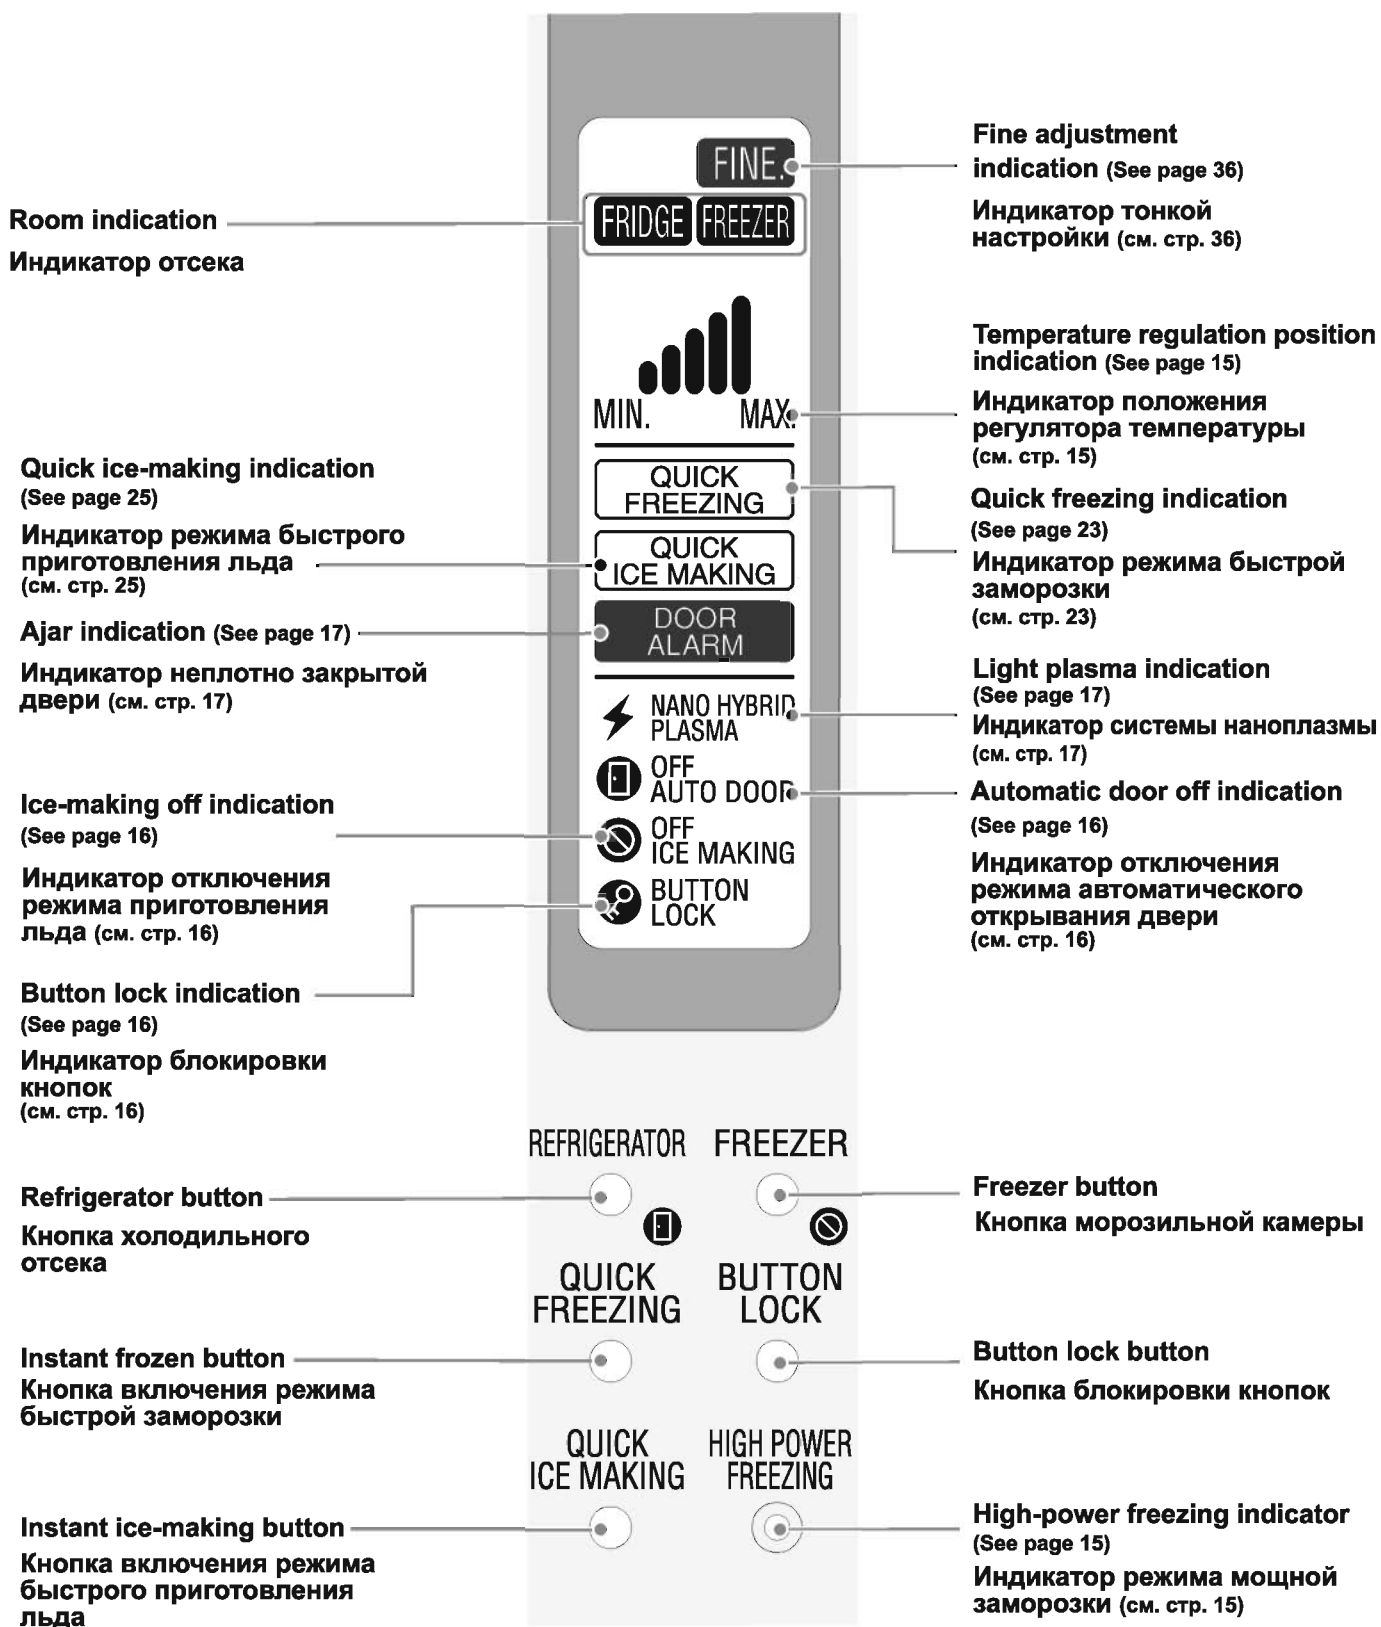 Room indication
Индикатор отсека
Quick ice-making indication
(See page 25)
Индикатор режима быстрого
приготовления льда
(см. стр. 25)
Ajar indication (See page 17)
Индикатор неплотно закрытой
двери (см. стр. 17)
Ice-making off indication
(See page 16)
Индикатор отключения
режима приготовления
льда (см. стр. 16)
Button lock indication
(See page 16)
Индикатор блокировки
кнопок
(см. стр. 16)
Refrigerator button
Кнопка холодильного
отсека
Instant frozen button
Кнопка включения режима
быстрой заморозки
Instant ice-making button
Кнопка включения режима
быстрого приготовления
льда
FINE.
FRIDGE FREEZER
MIN. MAX.
QUICK
FREEZING
QUICK
ICE MAKING
DOOR
ALARM
NANO HYBRID
PLASMA
OFF
AUTO DOOR
OFF
ICE MAKING
BUTTON
LOCK
REFRIGERATOR FREEZER
QUICK
FREEZING
BUTTON
LOCK
QUICK
ICE MAKING
HIGH POWER
FREEZING
Fine adjustment
indication (See page 36)
Индикатор тонкой
настройки (см. стр. 36)
Temperature regulation position
indication (See page 15)
Индикатор положения
регулятора температуры
(см. стр. 15)
Quick freezing indication
(See page 23)
Индикатор режима быстрой
заморозки
(см. стр. 23)
Light plasma indication
(See page 17)
Индикатор системы наноплазмы
(см. стр. 17)
Automatic door off indication
(See page 16)
Индикатор отключения
режима автоматического
открывания двери
(см. стр. 16)
Freezer button
Кнопка морозильной камеры
Button lock button
Кнопка блокировки кнопок
High-power freezing indicator
(See page 15)
Индикатор режима мощной
заморозки (см. стр. 15)